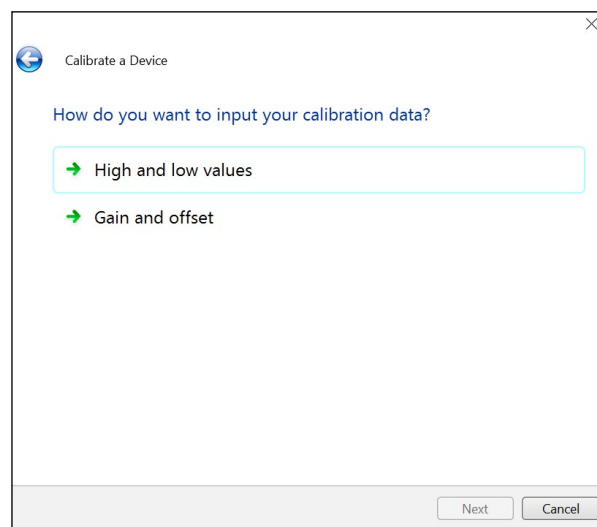 Calibrate a Device
How do you want to input your calibration data?
High and low values
Gain and offset
Next
Cancel